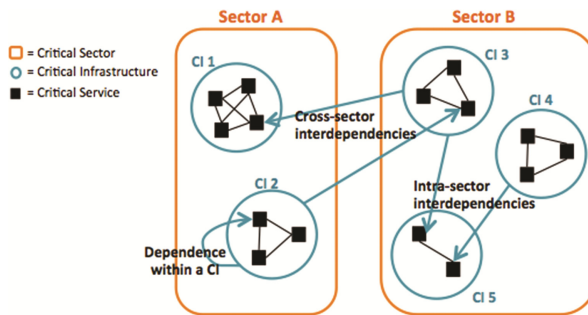 Sector A
Sector B
= Critical Sector
= Critical Infrastructure
= Critical Service
CI 1
CI 3
CI 4
Cross-sector
interdependencies
CI 2
Intra-sector
interdependencies
Dependence
within a CI
CI 5